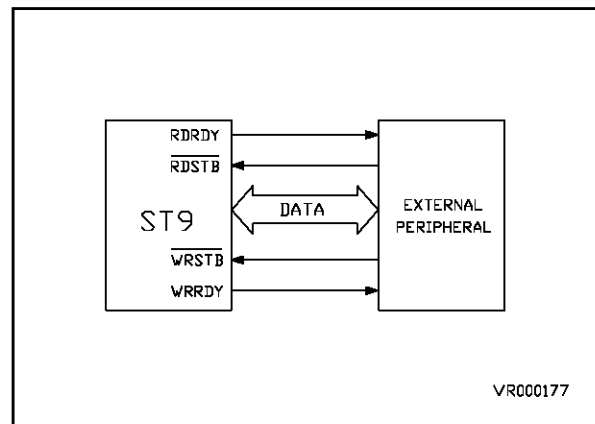 RDRDY
RDSTB
ST9
DATA
EXTERNAL
PERIPHERAL
WRSTB
WRRDY
VR000177